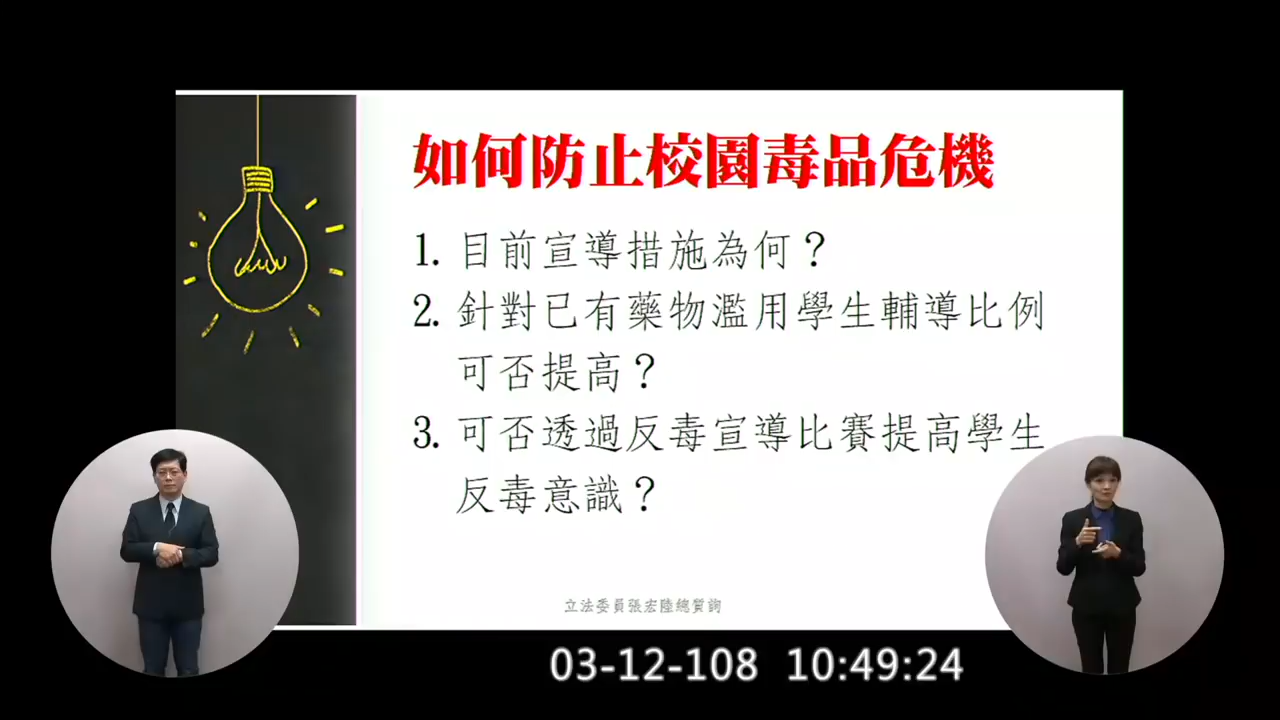 如何防止校園毒品危機
1. 目前宣導措施為何？
2. 針對已有藥物濫用學生輔導比例
可否提高？
3. 可否透過反毒宣導比賽提高學生
反毒意識？
立法委員張宏陸總質詢
03-12-108 10:49:24